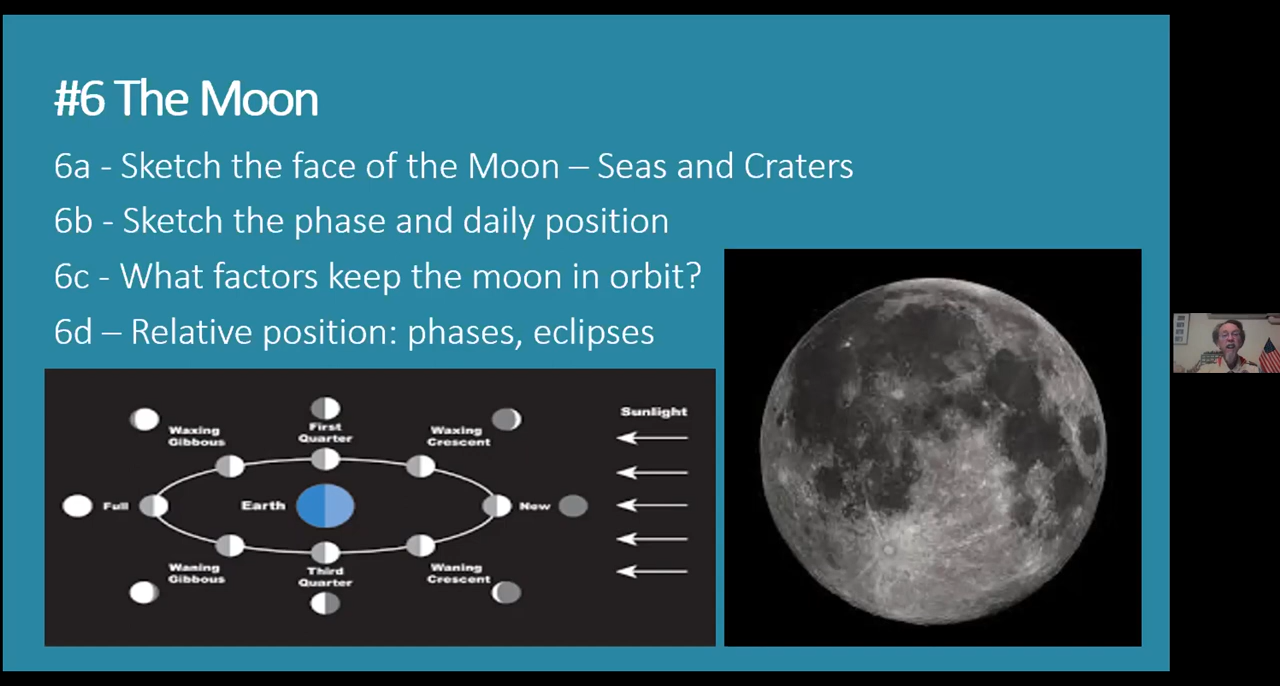 #6 The Moon
6a - Sketch the face of the Moon – Seas and Craters
6b - Sketch the phase and daily position
6c - What factors keep the moon in orbit?
6d – Relative position: phases, eclipses
Waxing
Gibbous
First
Quarter
Waxing
Crescent
Sunlight
Full
Earth
New
Waning
Gibbous
Third
Quarter
Waning
Crescent